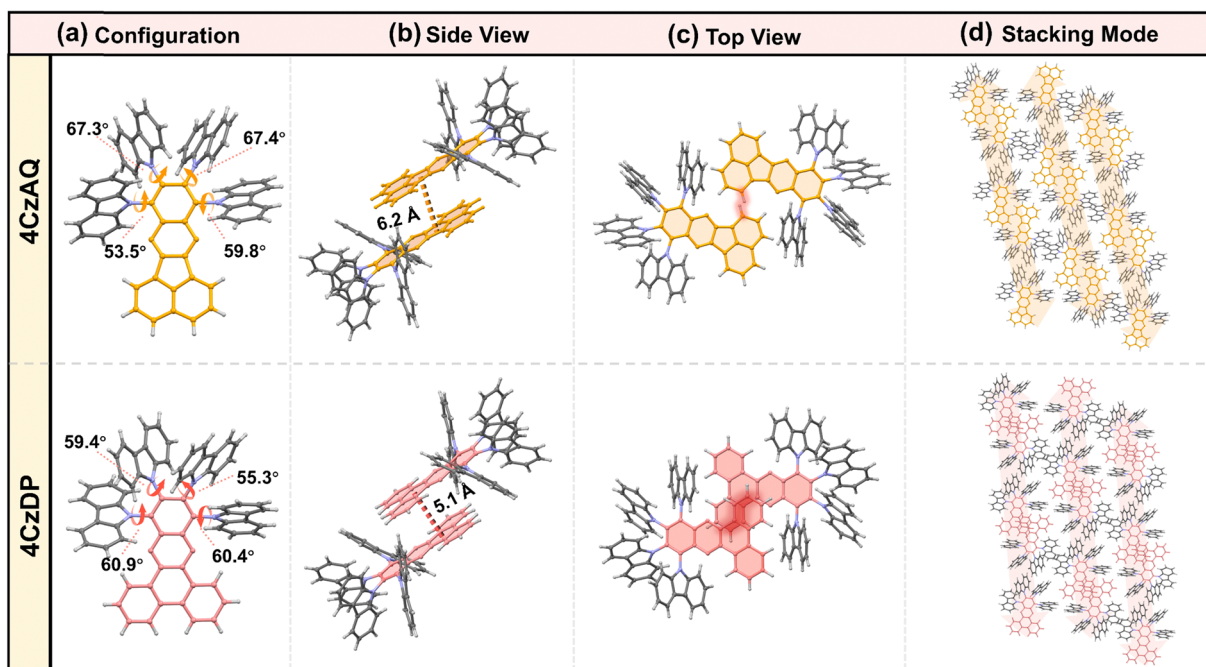 (a) Configuration
(b) Side View
(c) Top View
(d) Stacking Mode
4CzAQ
67.3°
67.4°
53.5°
59.8°
6.2 Å
4CzDP
59.4°
55.3°
60.9°
60.4°
5.1 Å